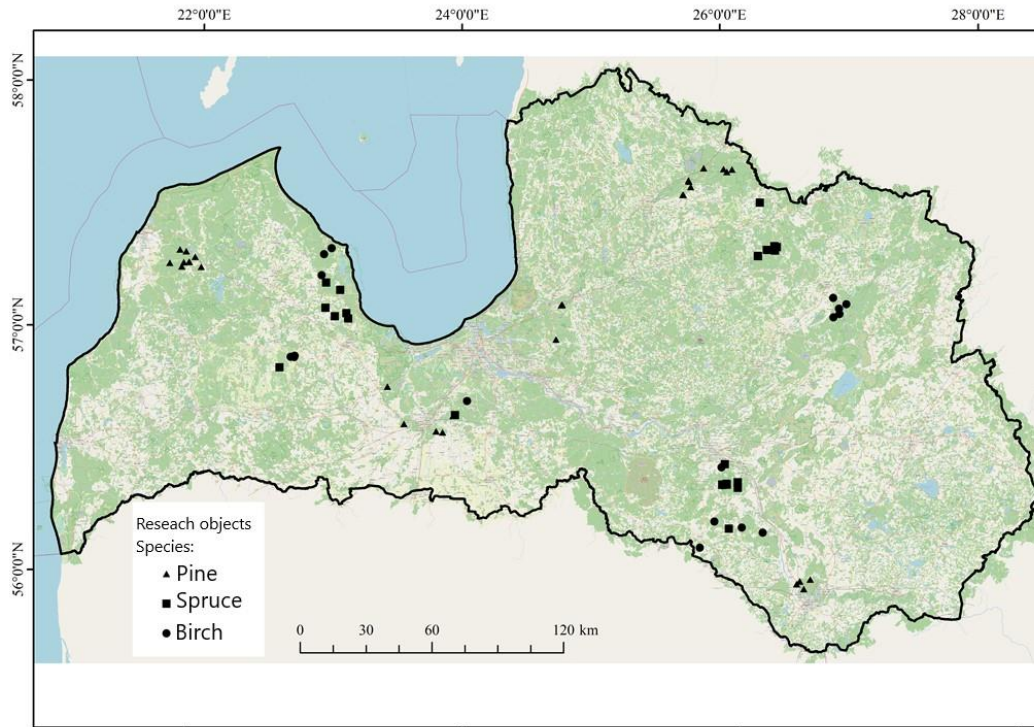 22°0'0"E 24°0'0"E 26°0'0"E 28°0'0"E
58°0'0"N
57°0'0"N
56°0'0"N
Reseach objects
Species:
Pine
Spruce
Birch
0 30 60 120 km